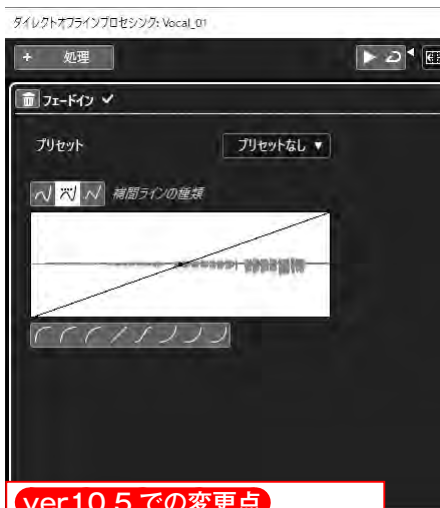 ダイレクトオフラインプロセシング: Vocal_01
+ 処理
フェードイン
プリセット
プリセットなし
補間ラインの種類
ver10.5 での変更点